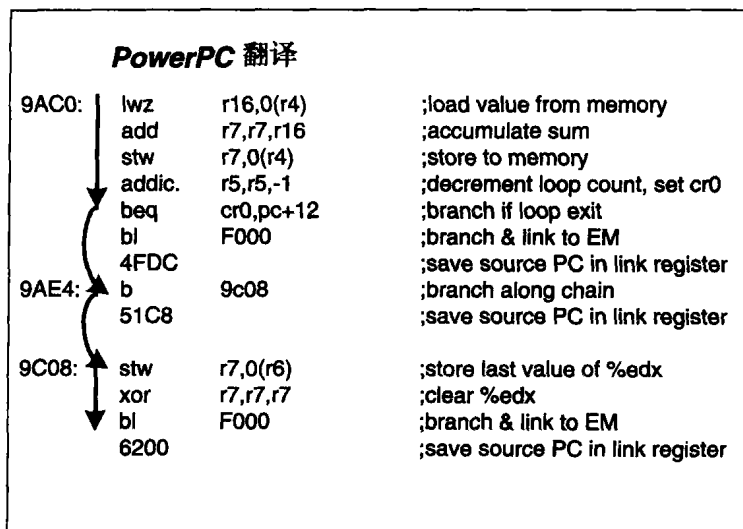 PowerPC 翻译
9AC0: lwz r16,0(r4) ;load value from memory
add r7,r7,r16 ;accumulate sum
stw r7,0(r4) ;store to memory
addic. r5,r5,-1 ;decrement loop count, set cr0
beq cr0,pc+12 ;branch if loop exit
bl F000 ;branch & link to EM
4FDC ;save source PC in link register
9AE4: b 9c08 ;branch along chain
51C8 ;save source PC in link register
9C08: stw r7,0(r6) ;store last value of %edx
xor r7,r7,r7 ;clear %edx
bl F000 ;branch & link to EM
6200 ;save source PC in link register